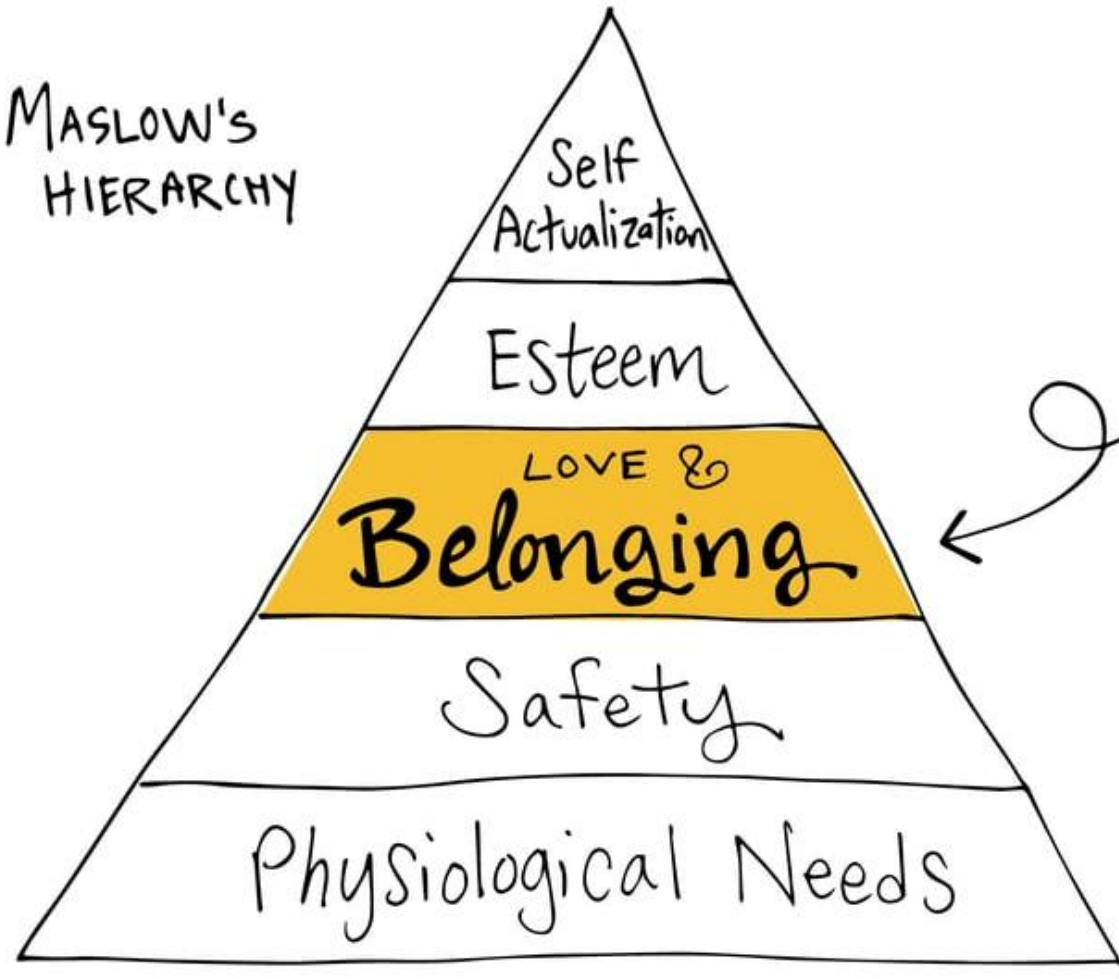 MASLOW'S
HIERARCHY
Self
Actualization
Esteem
LOVE &
Belonging
Safety
Physiological Needs